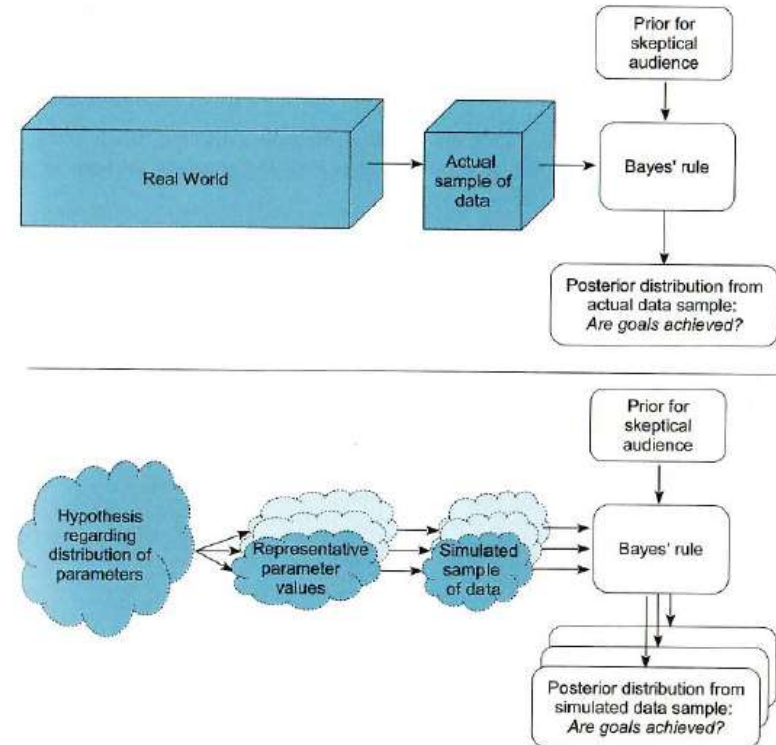 Prior for
skeptical
audience
Real World
Actual
sample of
data
Bayes' rule
Posterior distribution from
actual data sample:
Are goals achieved?
Prior for
skeptical
audience
Hypothesis
regarding
distribution of
parameters
Representative
parameter
values
Simulated
sample
of data
Bayes' rule
Posterior distribution from
simulated data sample:
Are goals achieved?